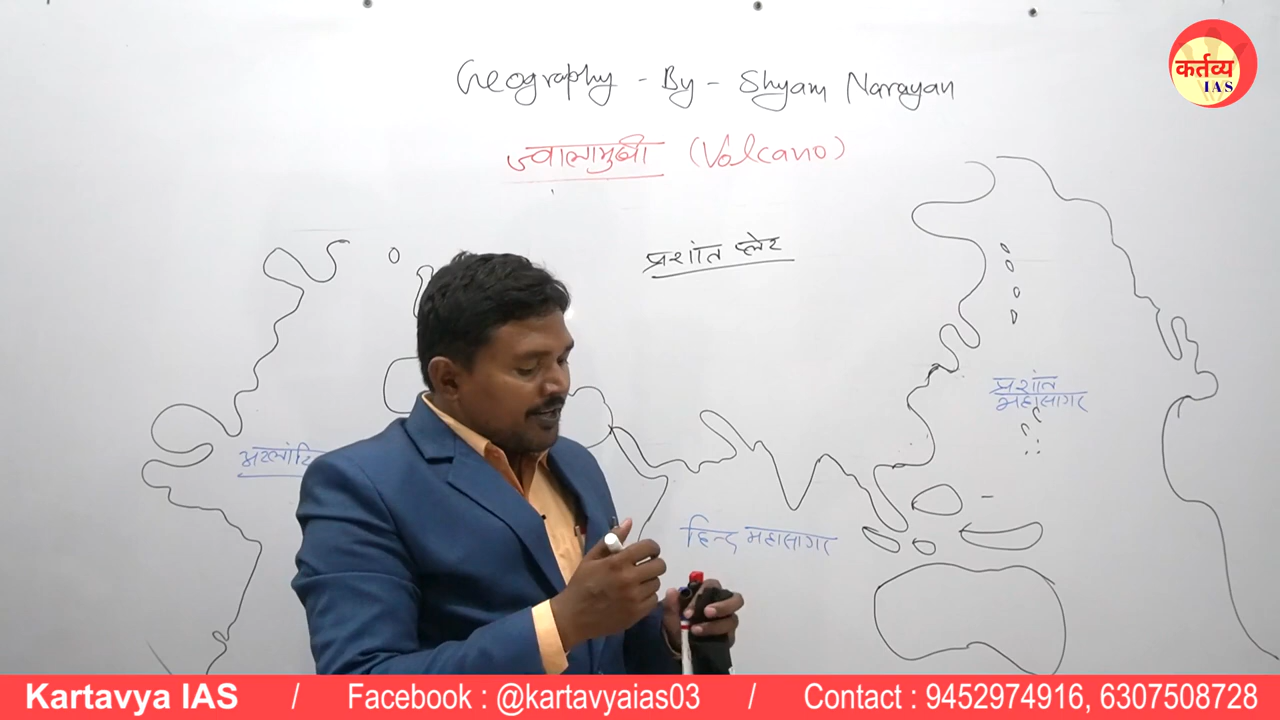 Geography - By - Shyam Narayan
कर्तव्य
IAS
ज्वालामुखी (Volcano)
प्रशांत प्लेट
प्रशांत
महासागर
अटलांटि
हिन्द महासागर
Kartavya IAS / Facebook : @kartavyaias03 / Contact : 9452974916, 6307508728